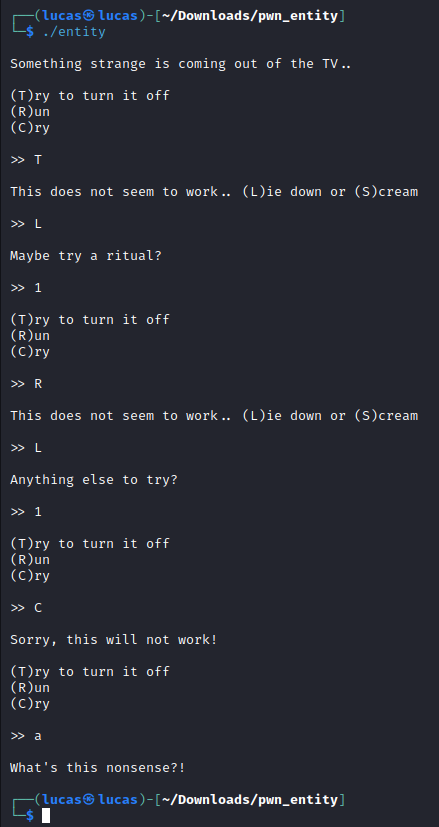 ┌──(lucas㉿lucas)-[~/Downloads/pwn_entity]
└─$ ./entity
Something strange is coming out of the TV..
(T)ry to turn it off
(R)un
(C)ry
>> T
This does not seem to work.. (L)ie down or (S)cream
>> L
Maybe try a ritual?
>> 1
(T)ry to turn it off
(R)un
(C)ry
>> R
This does not seem to work.. (L)ie down or (S)cream
>> L
Anything else to try?
>> 1
(T)ry to turn it off
(R)un
(C)ry
>> C
Sorry, this will not work!
(T)ry to turn it off
(R)un
(C)ry
>> a
What's this nonsense?!
┌──(lucas㉿lucas)-[~/Downloads/pwn_entity]
└─$